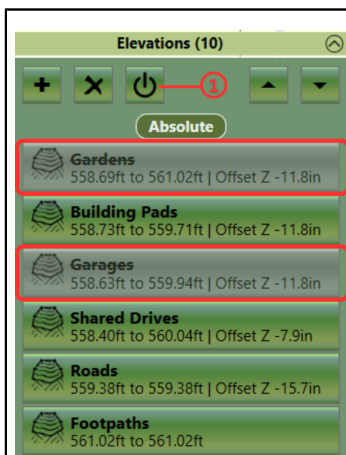 Elevations (10)
1
Absolute
Gardens
558.69ft to 561.02ft | Offset Z -11.8in
Building Pads
558.73ft to 559.71ft | Offset Z -11.8in
Garages
558.63ft to 559.94ft | Offset Z -11.8in
Shared Drives
558.40ft to 560.04ft | Offset Z -7.9in
Roads
559.38ft to 559.38ft | Offset Z -15.7in
Footpaths
561.02ft to 561.02ft